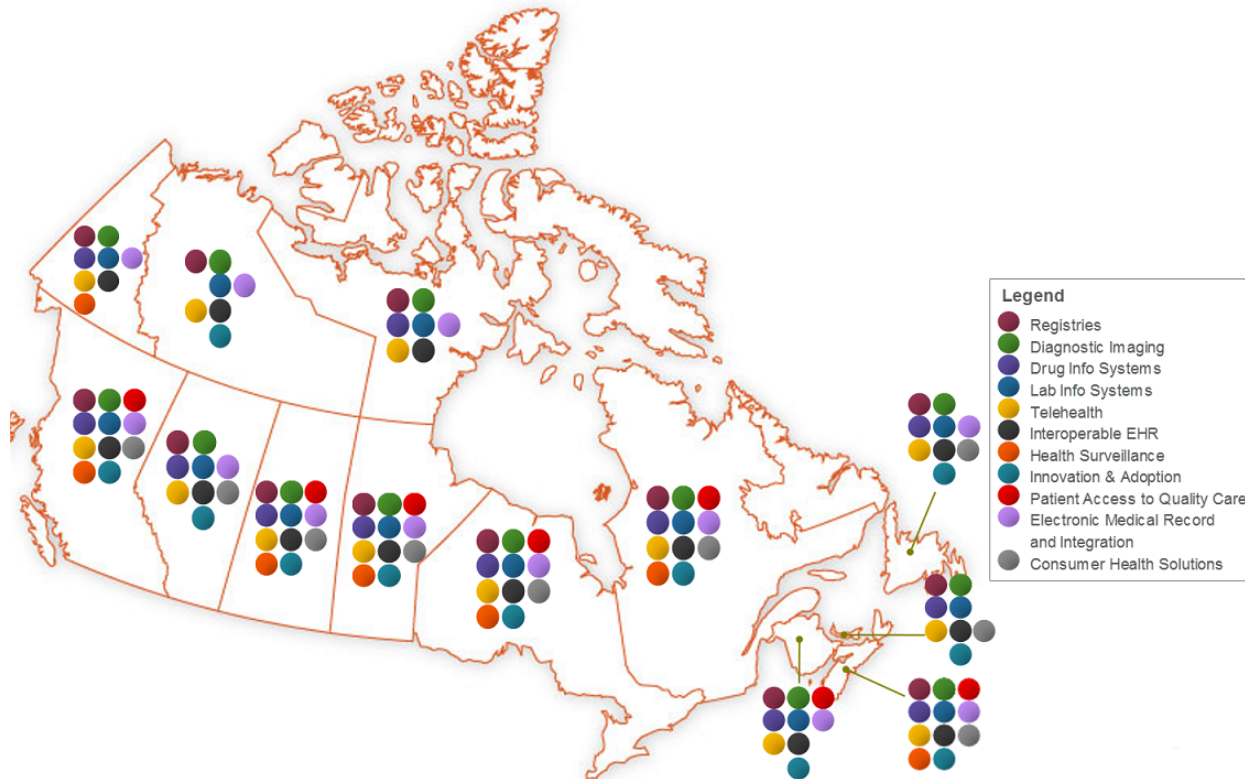 Legend
Registries
Diagnostic Imaging
Drug Info Systems
Lab Info Systems
Telehealth
Interoperable EHR
Health Surveillance
Innovation & Adoption
Patient Access to Quality Care
Electronic Medical Record
and Integration
Consumer Health Solutions